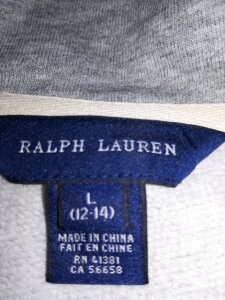 RALPH LAUREN
L
(12-14)
MADE IN CHINA
FAIT EN CHINE
RN 41381
CA 56658